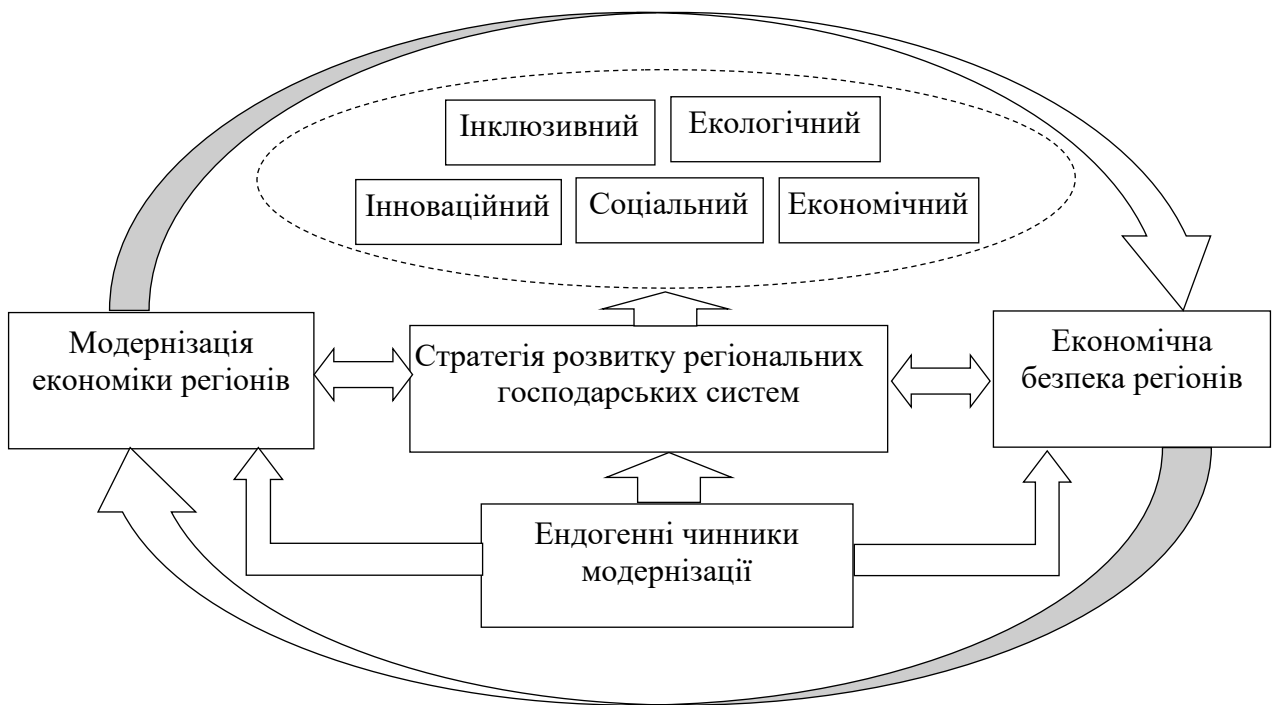 Інклюзивний
Екологічний
Інноваційний
Соціальний
Економічний
Модернізація
економіки регіонів
Стратегія розвитку регіональних
господарських систем
Економічна
безпека регіонів
Ендогенні чинники
модернізації